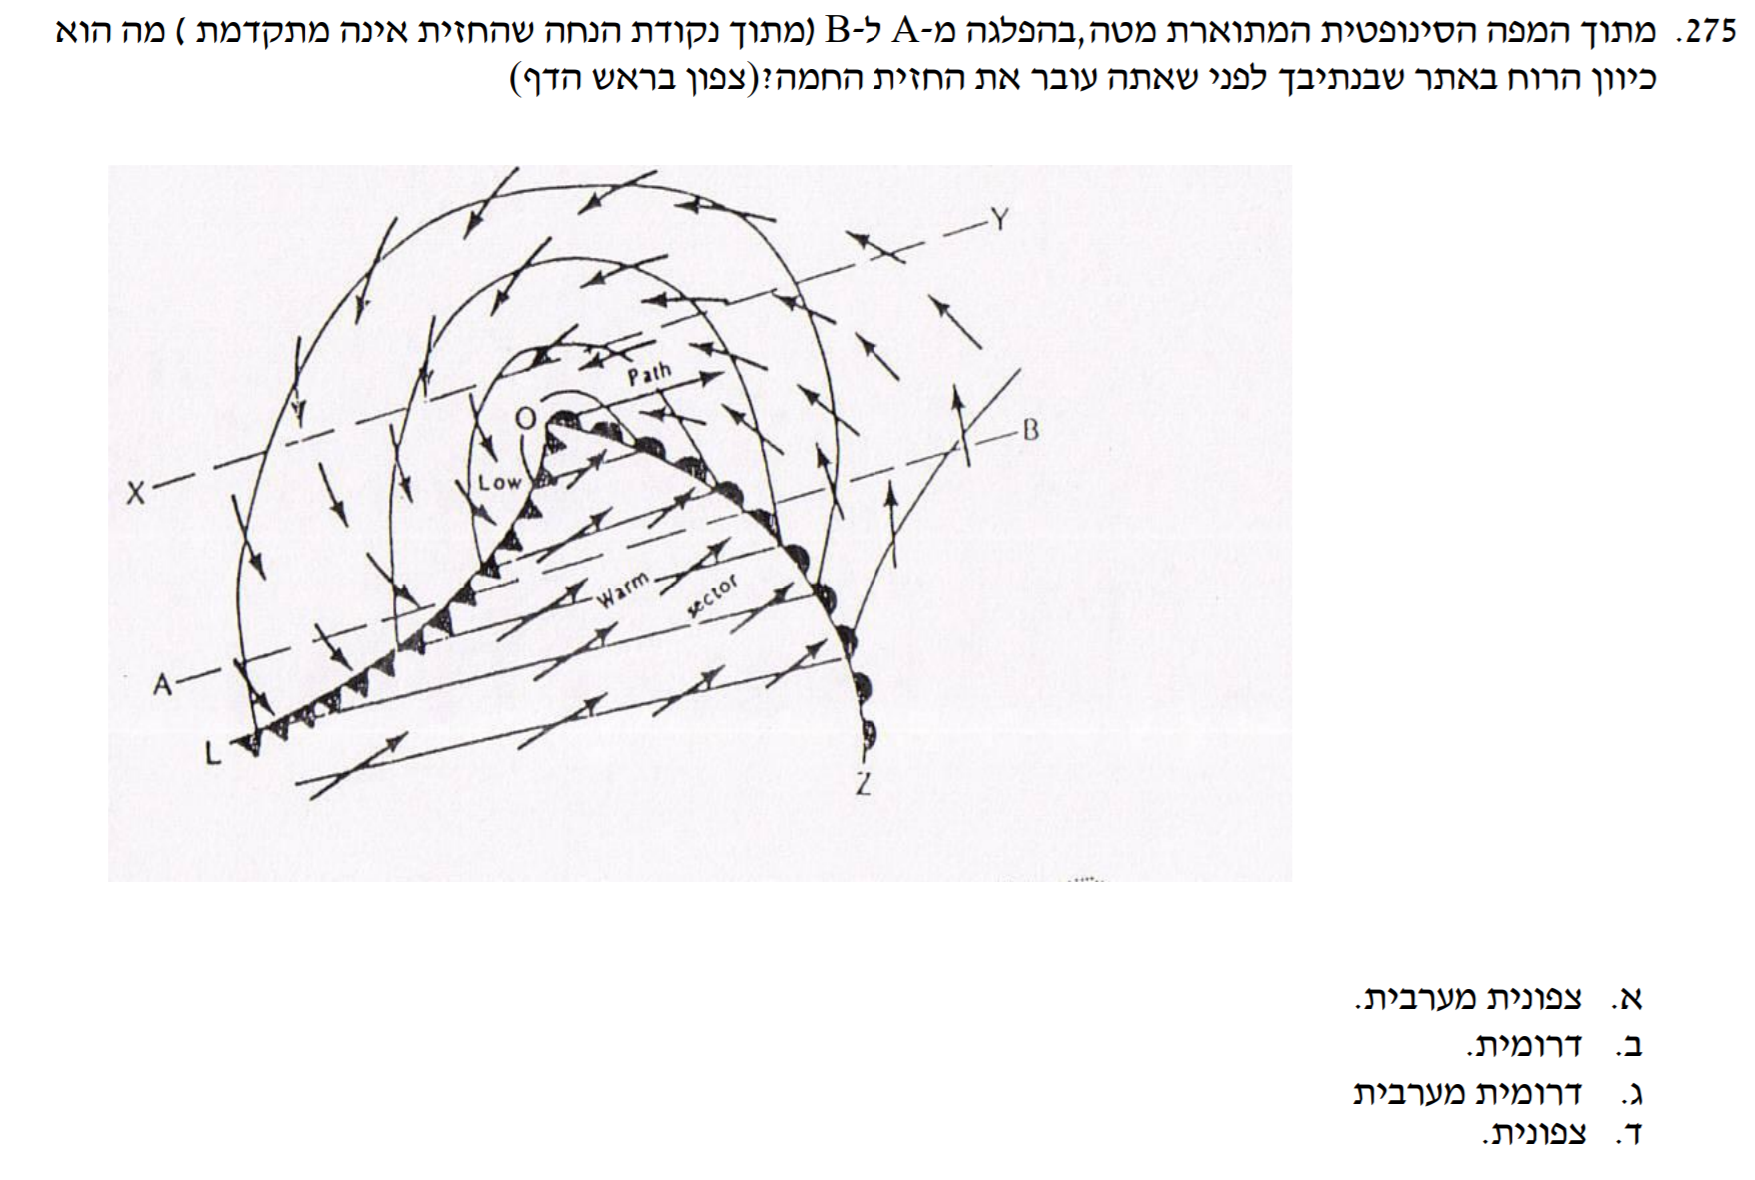 275. מתוך המפה הסינופטית המתוארת מטה,בהפלגה מ-A ל-B (מתוך נקודת הנחה שהחזית אינה מתקדמת ) מה הוא
כיוון הרוח באתר שבנתיבך לפני שאתה עובר את החזית החמה?(צפון בראש הדף)
Y
Path
O
B
X
Low
Warm
sector
A
L
Z
א. צפונית מערבית.
ב. דרומית.
ג. דרומית מערבית
ד. צפונית.